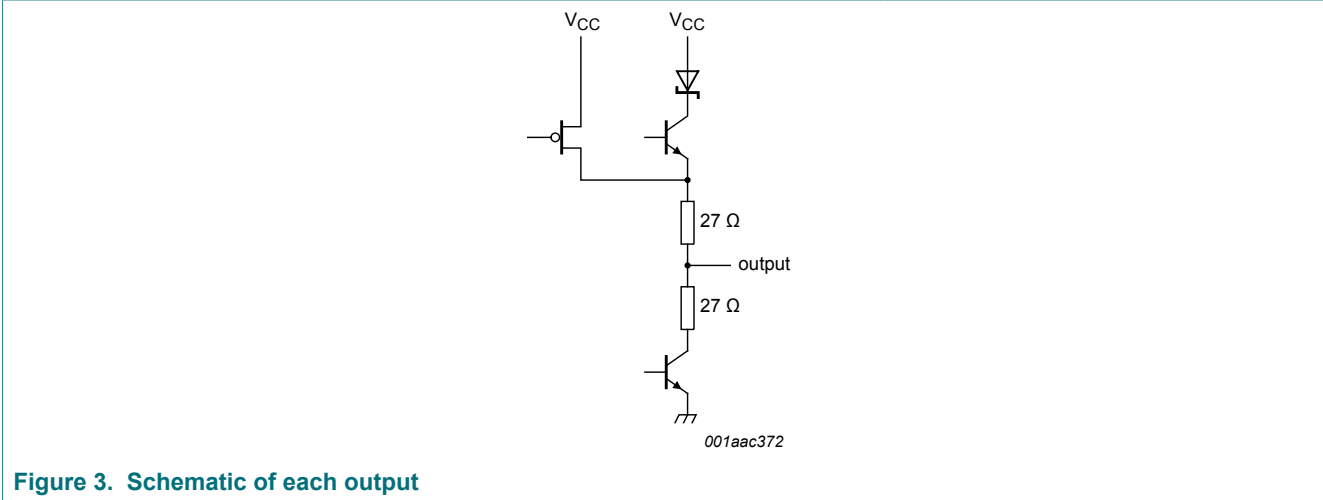 VCC VCC
27 Ω
output
27 Ω
001aac372
Figure 3. Schematic of each output